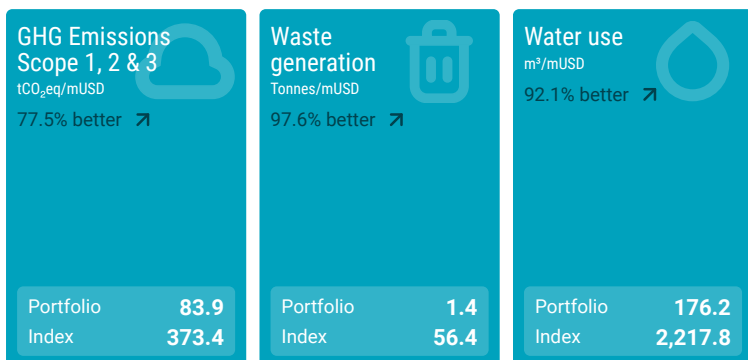 GHG Emissions
Scope 1, 2 & 3
tCO₂eq/mUSD
77.5% better
Portfolio 83.9
Index 373.4
Waste
generation
Tonnes/mUSD
97.6% better
Portfolio 1.4
Index 56.4
Water use
m³/mUSD
92.1% better
Portfolio 176.2
Index 2,217.8